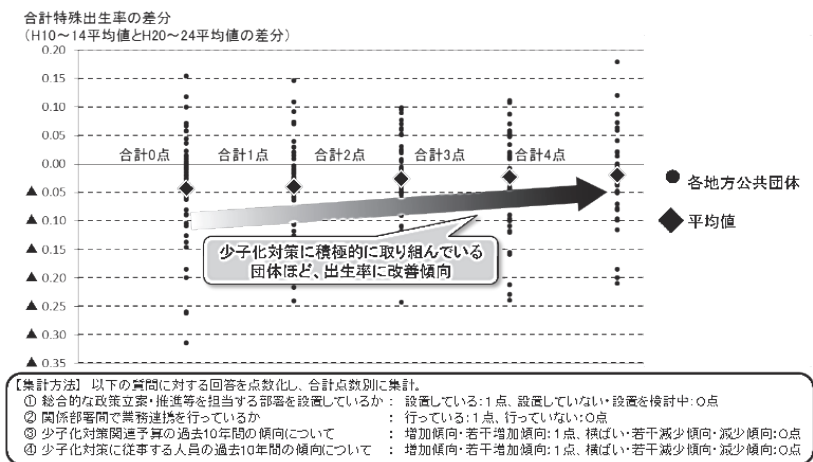 合計特殊出生率の差分
（H10～14平均値とH20～24平均値の差分）
0.20
0.15
0.10
0.05
0.00
▲ 0.05
▲ 0.10
▲ 0.15
▲ 0.20
▲ 0.25
▲ 0.30
▲ 0.35
合計0点 合計1点 合計2点 合計3点 合計4点
各地方公共団体
平均値
少子化対策に積極的に取り組んでいる
団体ほど、出生率に改善傾向
【集計方法】 以下の質問に対する回答を点数化し、合計点数別に集計。
① 総合的な政策立案・推進等を担当する部署を設置しているか： 設置している：1点、設置していない・設置を検討中：0点
② 関係部署間で業務連携を行っているか ： 行っている：1点、行っていない：0点
③ 少子化対策関連予算の過去10年間の傾向について ： 増加傾向・若干増加傾向：1点、横ばい・若干減少傾向・減少傾向：0点
④ 少子化対策に従事する人員の過去10年間の傾向について ： 増加傾向・若干増加傾向：1点、横ばい・若干減少傾向・減少傾向：0点